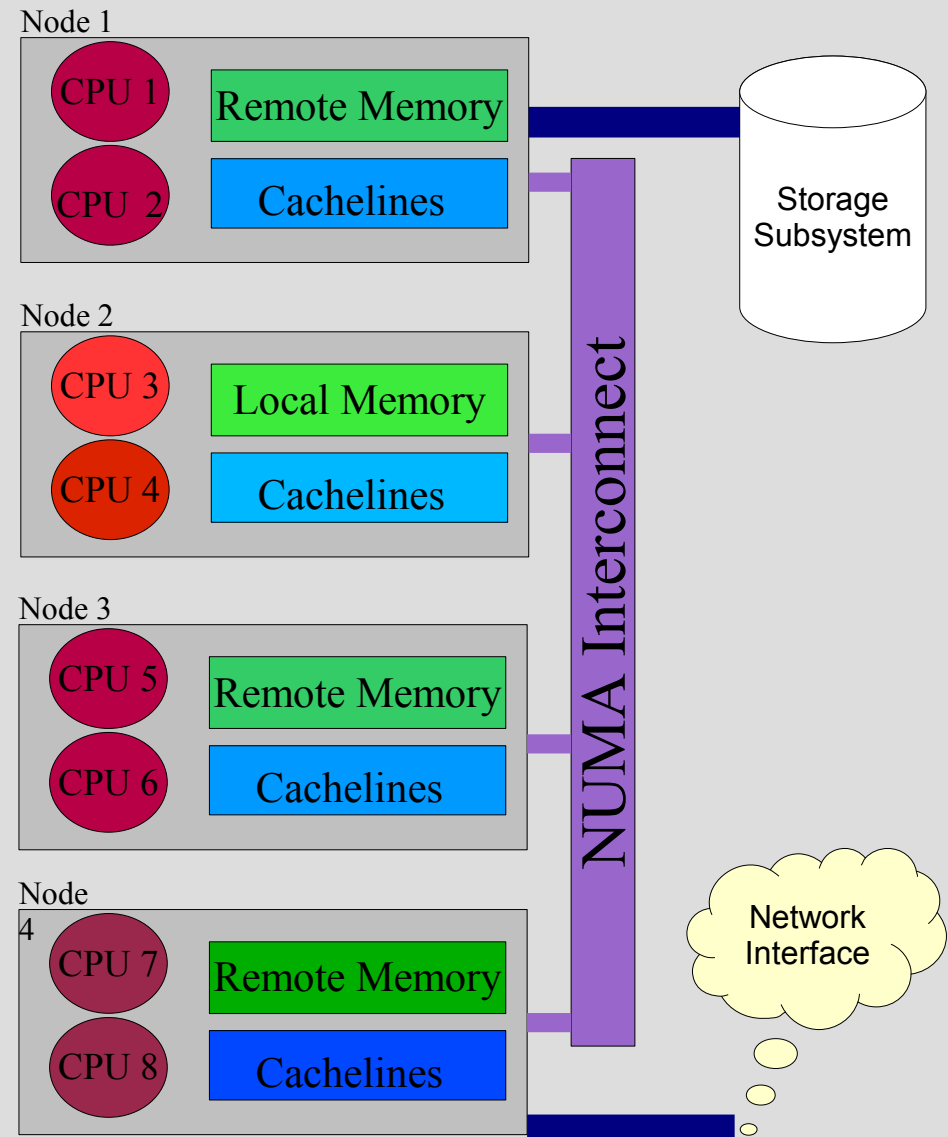 Node 1
CPU 1
Remote Memory
CPU 2
Cachelines
Storage
Subsystem
Node 2
CPU 3
Local Memory
CPU 4
Cachelines
NUMA Interconnect
Node 3
CPU 5
Remote Memory
CPU 6
Cachelines
Node
4
CPU 7
Remote Memory
CPU 8
Cachelines
Network
Interface